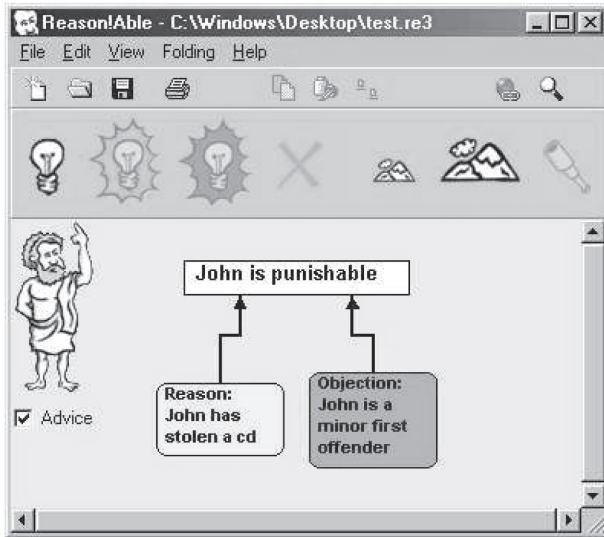 Reason!Able - C:\Windows\Desktop\test.re3
File Edit View Folding Help
John is punishable
Reason:
John has
stolen a cd
Objection:
John is a
minor first
offender
Advice